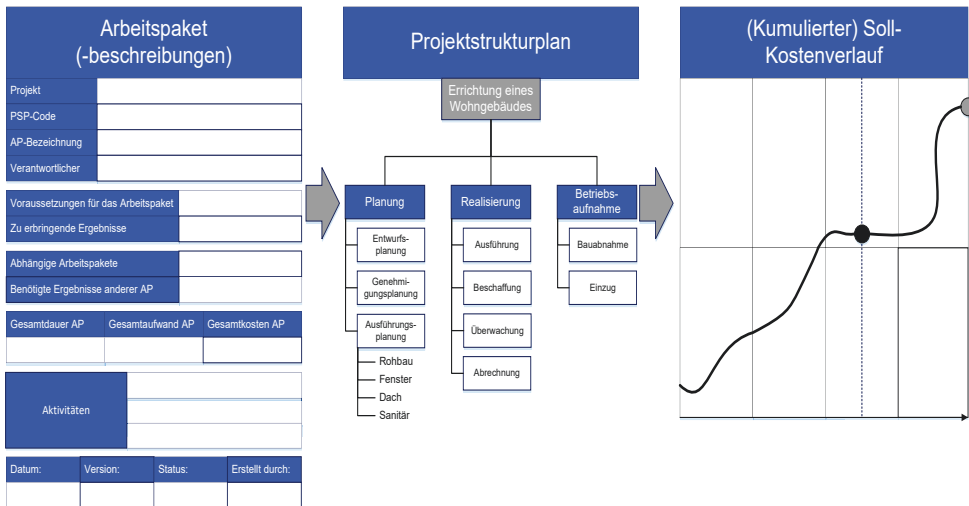 Arbeitspaket
(-beschreibungen)
Projekt
PSP-Code
AP-Bezeichnung
Verantwortlicher
Voraussetzungen für das Arbeitspaket
Zu erbringende Ergebnisse
Abhängige Arbeitspakete
Benötigte Ergebnisse anderer AP
Gesamtdauer AP
Gesamtaufwand AP
Gesamtkosten AP
Aktivitäten
Datum:
Version:
Status:
Erstellt durch:
Projektstrukturplan
Errichtung eines
Wohngebäudes
Planung
Entwurfs-
planung
Genehmi-
gungsplanung
Ausführungs-
planung
Rohbau
Fenster
Dach
Sanitär
Realisierung
Ausführung
Beschaffung
Überwachung
Abrechnung
Betriebs-
aufnahme
Bauabnahme
Einzug
(Kumulierter) Soll-
Kostenverlauf